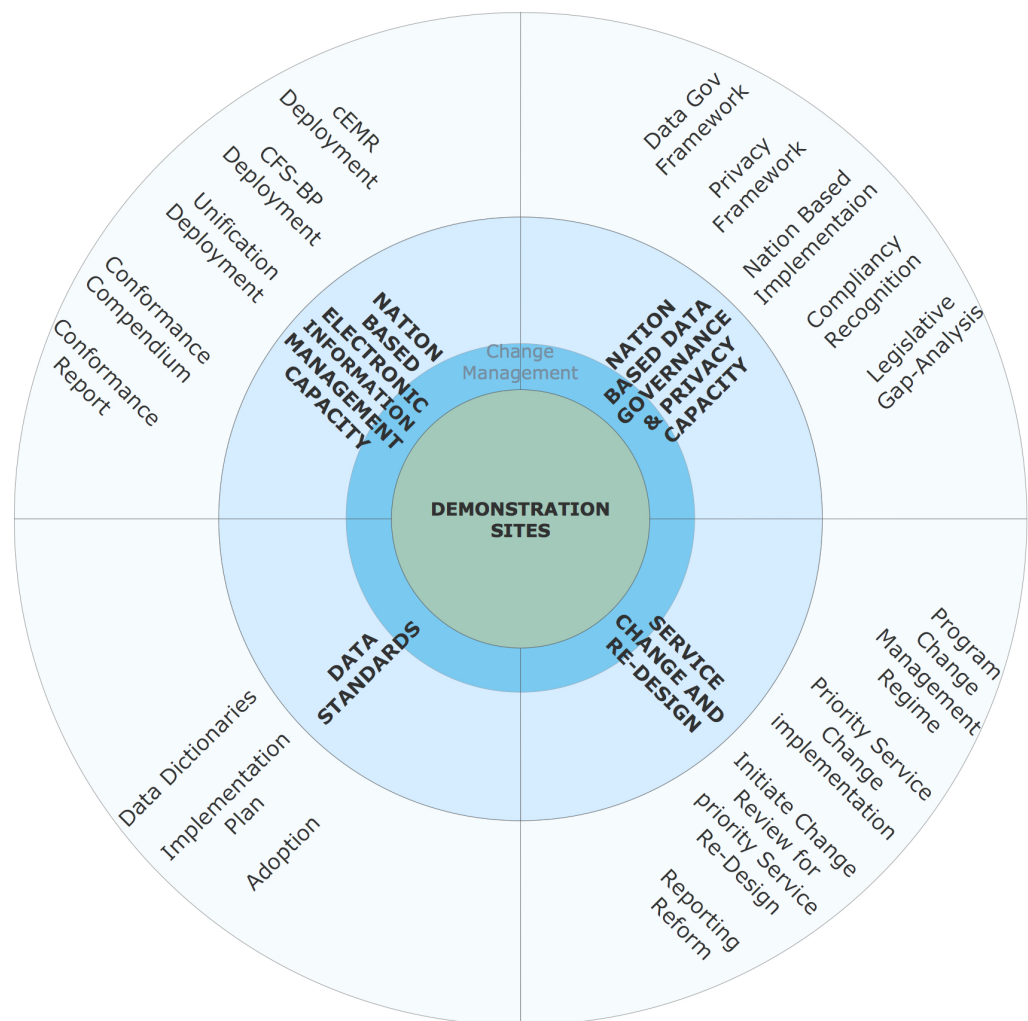 cEMR
Deployment
CFS-BP
Deployment
Unification
Deployment
Conformance
Compendium
Conformance
Report
Data Gov
Framework
Privacy
Framework
Nation Based
Implementaion
Compliancy
Recognition
Legislative
Gap-Analysis
NATION
BASED
ELECTRONIC
INFORMATION
MANAGEMENT
CAPACITY
Change
Management
NATION
BASED DATA
GOVERNANCE
& PRIVACY
CAPACITY
DEMONSTRATION
SITES
DATA
STANDARDS
SERVICE
CHANGE AND
RE-DESIGN
Data Dictionaries
Implementation
Plan
Adoption
Program
Change
Management
Regime
Priority Service
Change
implementation
Initiate Change
Review for
priority Service
Re-Design
Reporting
Reform